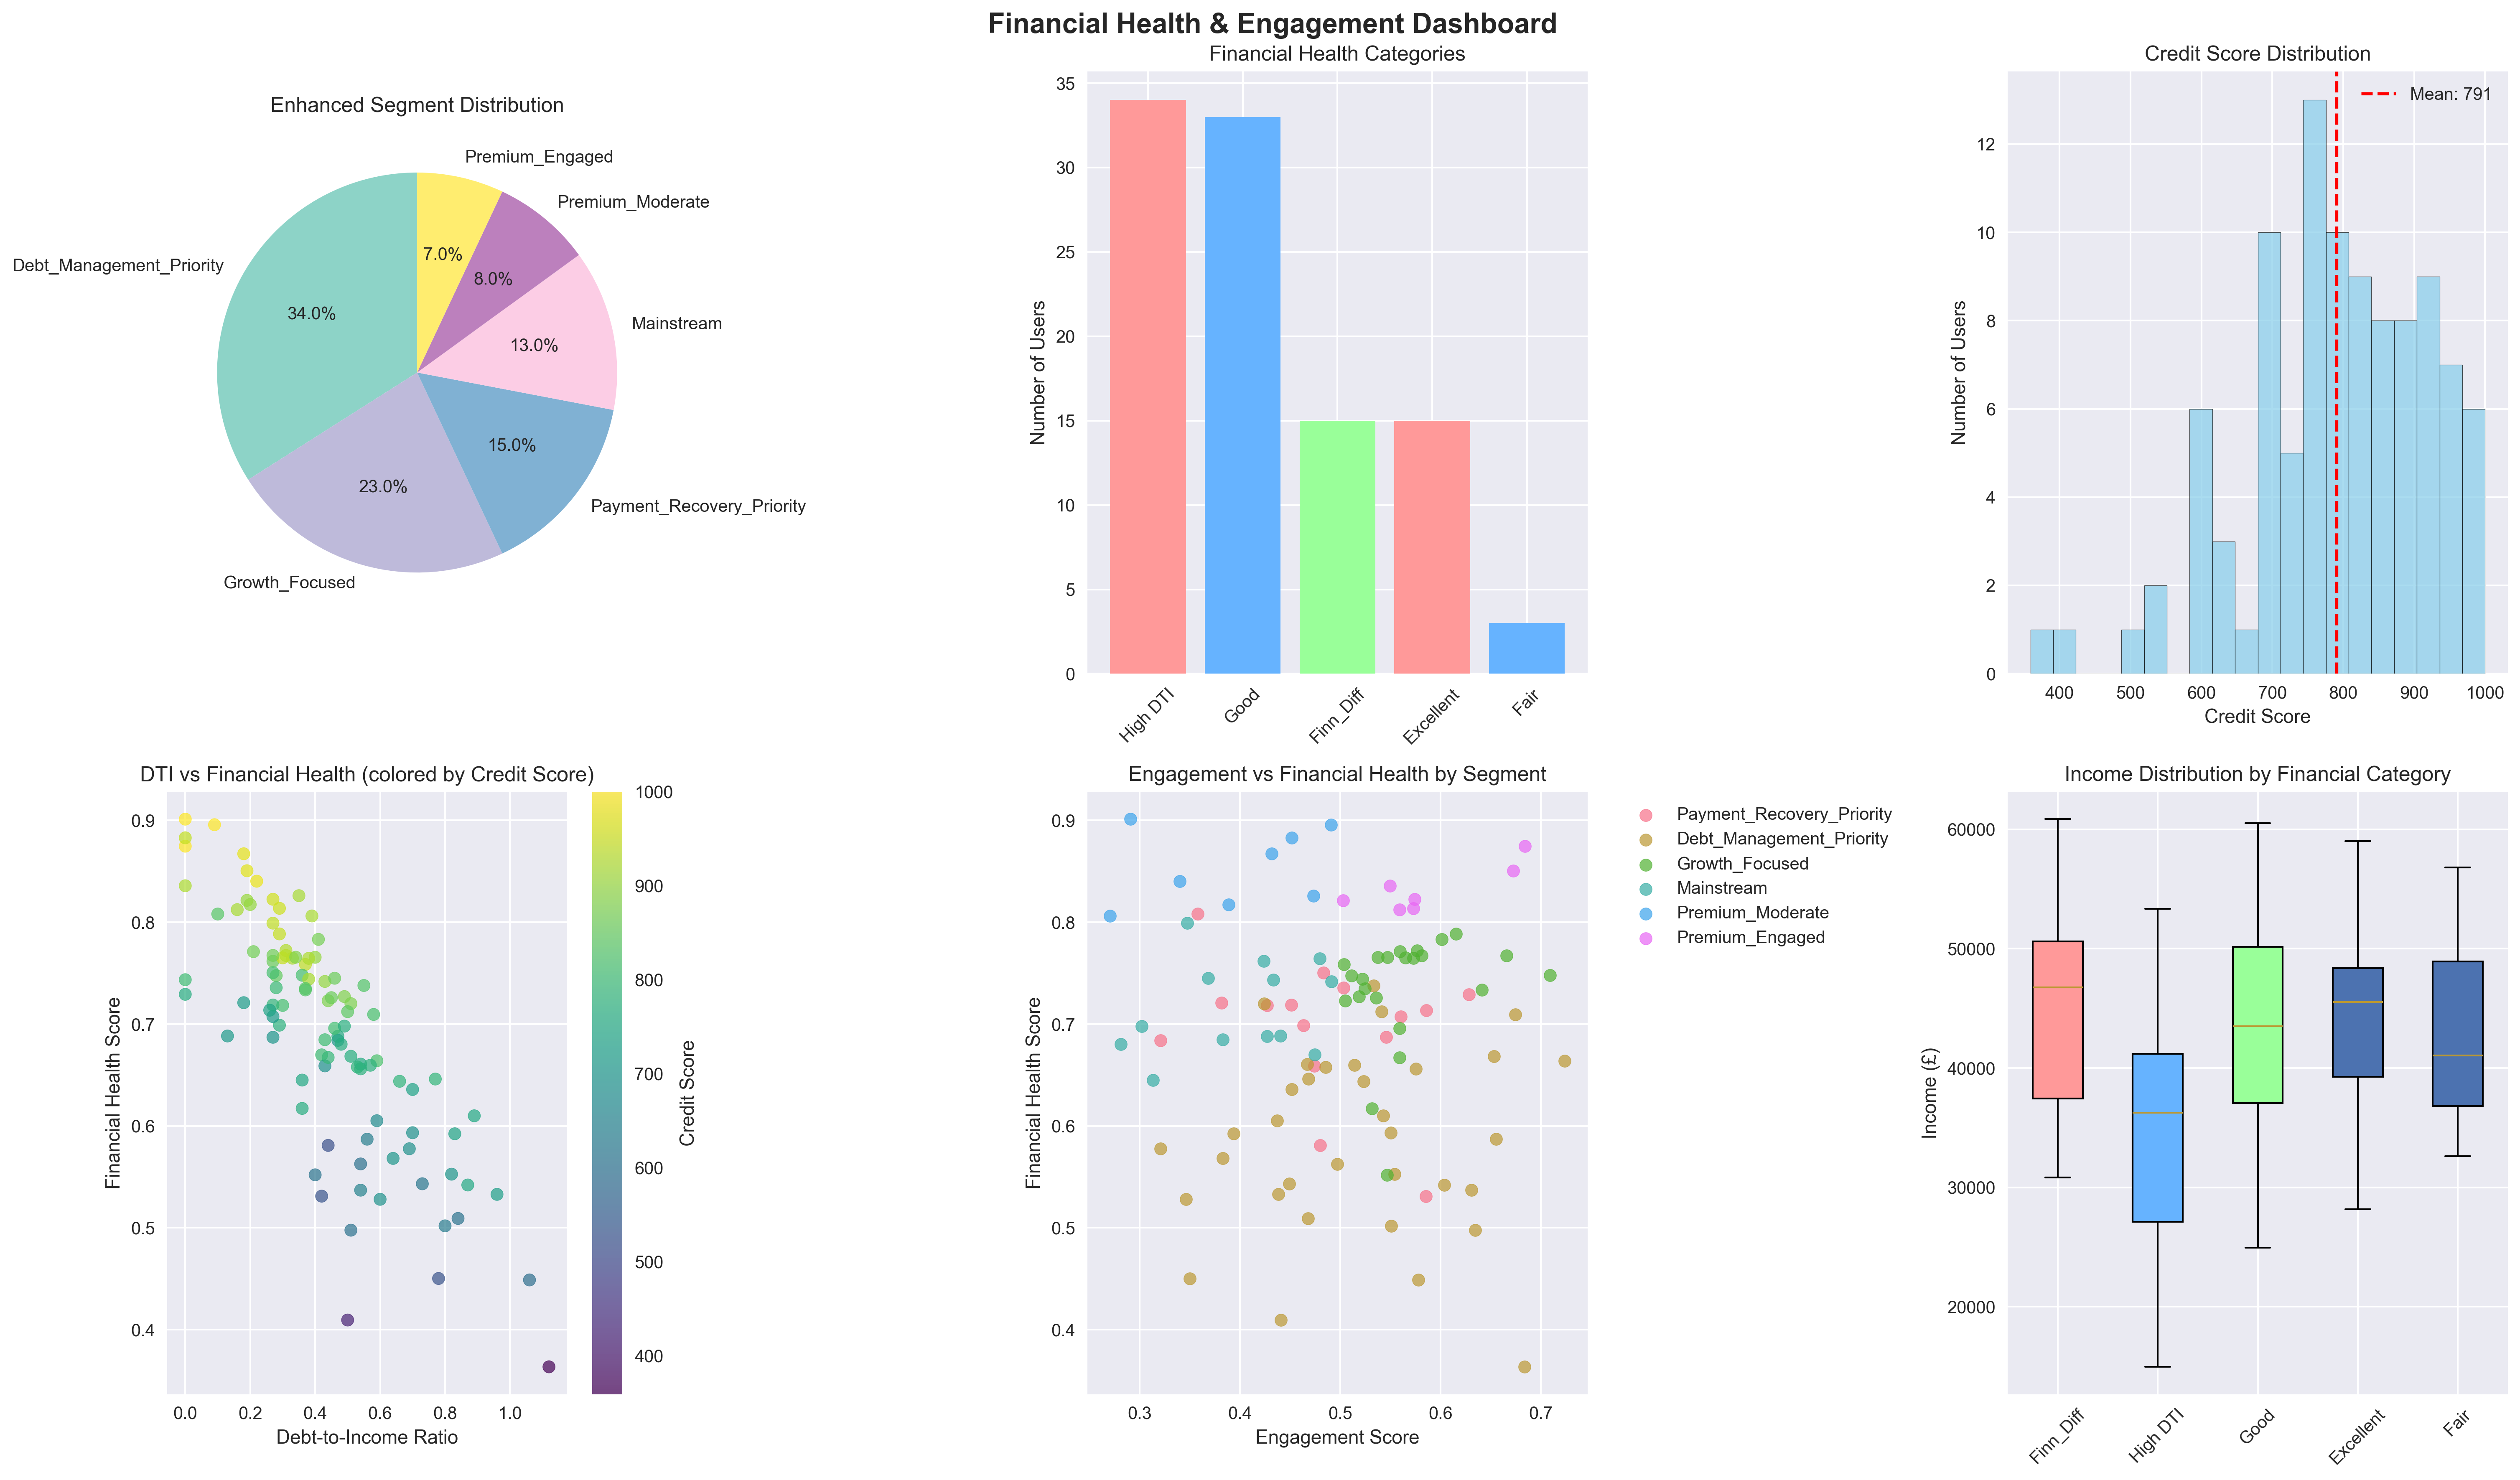 Financial Health & Engagement Dashboard
Enhanced Segment Distribution
Premium_Engaged
Premium_Moderate
Debt_Management_Priority
Mainstream
Payment_Recovery_Priority
Growth_Focused
7.0%
8.0%
34.0%
13.0%
15.0%
23.0%
Financial Health Categories
Number of Users
35
30
25
20
15
10
5
0
High DTI
Good
Finn_Diff
Excellent
Fair
Credit Score Distribution
Mean: 791
Number of Users
12
10
8
6
4
2
0
400
500
600
700
800
900
1000
Credit Score
DTI vs Financial Health (colored by Credit Score)
Financial Health Score
0.9
0.8
0.7
0.6
0.5
0.4
0.0
0.2
0.4
0.6
0.8
1.0
Debt-to-Income Ratio
1000
900
800
700
600
500
400
Credit Score
Engagement vs Financial Health by Segment
Financial Health Score
0.9
0.8
0.7
0.6
0.5
0.4
0.3
0.4
0.5
0.6
0.7
Engagement Score
Payment_Recovery_Priority
Debt_Management_Priority
Growth_Focused
Mainstream
Premium_Moderate
Premium_Engaged
Income Distribution by Financial Category
Income (£)
60000
50000
40000
30000
20000
Finn_Diff
High DTI
Good
Excellent
Fair